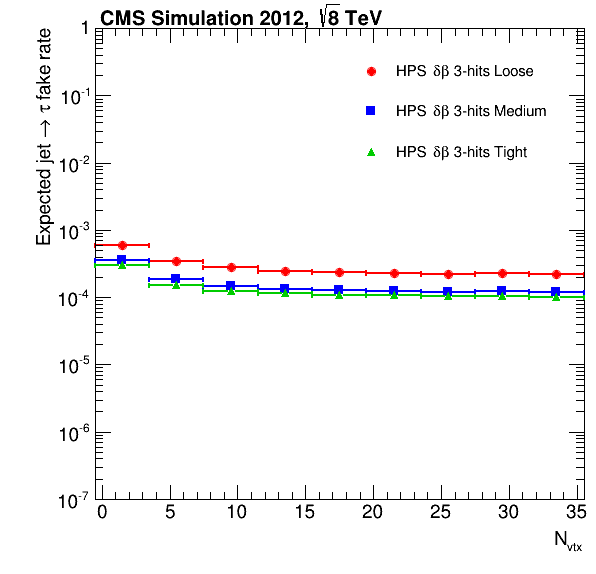 CMS Simulation 2012, √8 TeV
Expected jet → τ fake rate
HPS δβ 3-hits Loose
HPS δβ 3-hits Medium
HPS δβ 3-hits Tight
1
10⁻¹
10⁻²
10⁻³
10⁻⁴
10⁻⁵
10⁻⁶
10⁻⁷
0 5 10 15 20 25 30 35
N_vtx